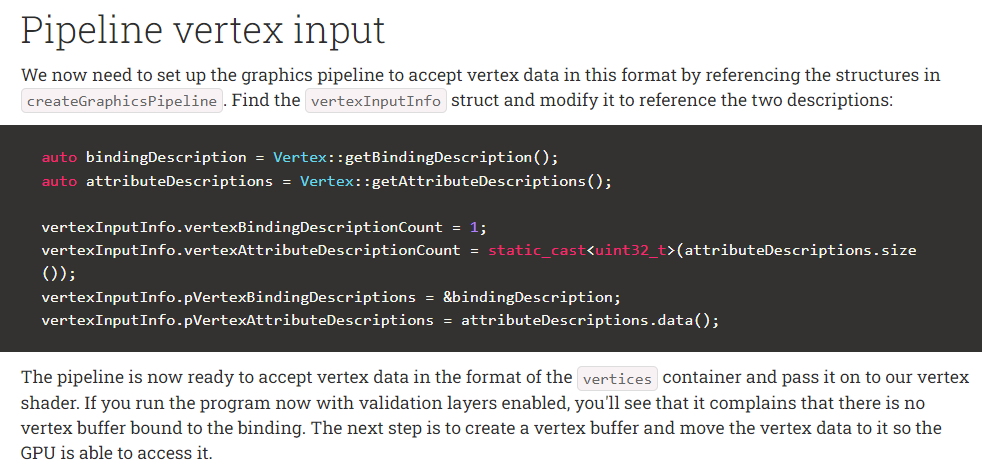 Pipeline vertex input
We now need to set up the graphics pipeline to accept vertex data in this format by referencing the structures in
createGraphicsPipeline. Find the vertexInputInfo struct and modify it to reference the two descriptions:
auto bindingDescription = Vertex::getBindingDescription();
auto attributeDescriptions = Vertex::getAttributeDescriptions();
vertexInputInfo.vertexBindingDescriptionCount = 1;
vertexInputInfo.vertexAttributeDescriptionCount = static_cast<uint32_t>(attributeDescriptions.size
());
vertexInputInfo.pVertexBindingDescriptions = &bindingDescription;
vertexInputInfo.pVertexAttributeDescriptions = attributeDescriptions.data();
The pipeline is now ready to accept vertex data in the format of the vertices container and pass it on to our vertex
shader. If you run the program now with validation layers enabled, you'll see that it complains that there is no
vertex buffer bound to the binding. The next step is to create a vertex buffer and move the vertex data to it so the
GPU is able to access it.